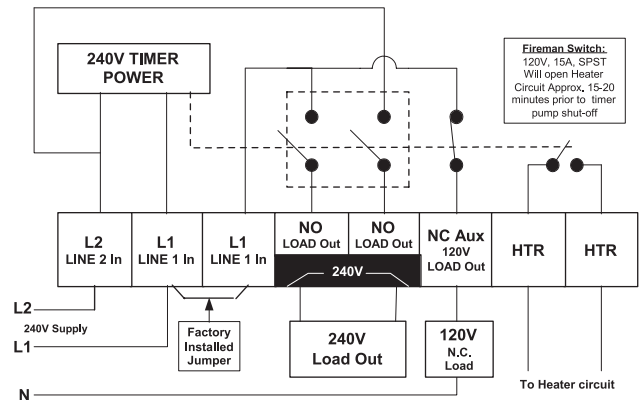 240V TIMER
POWER
Fireman Switch:
120V, 15A, SPST
Will open Heater
Circuit Approx. 15-20
minutes prior to timer
pump shut-off
L2
LINE 2 In
L1
LINE 1 In
L1
LINE 1 In
NO
LOAD Out
NO
LOAD Out
240V
NC Aux
120V
LOAD Out
HTR
HTR
L2
240V Supply
L1
N
Factory
Installed
Jumper
240V
Load Out
120V
N.C.
Load
To Heater circuit